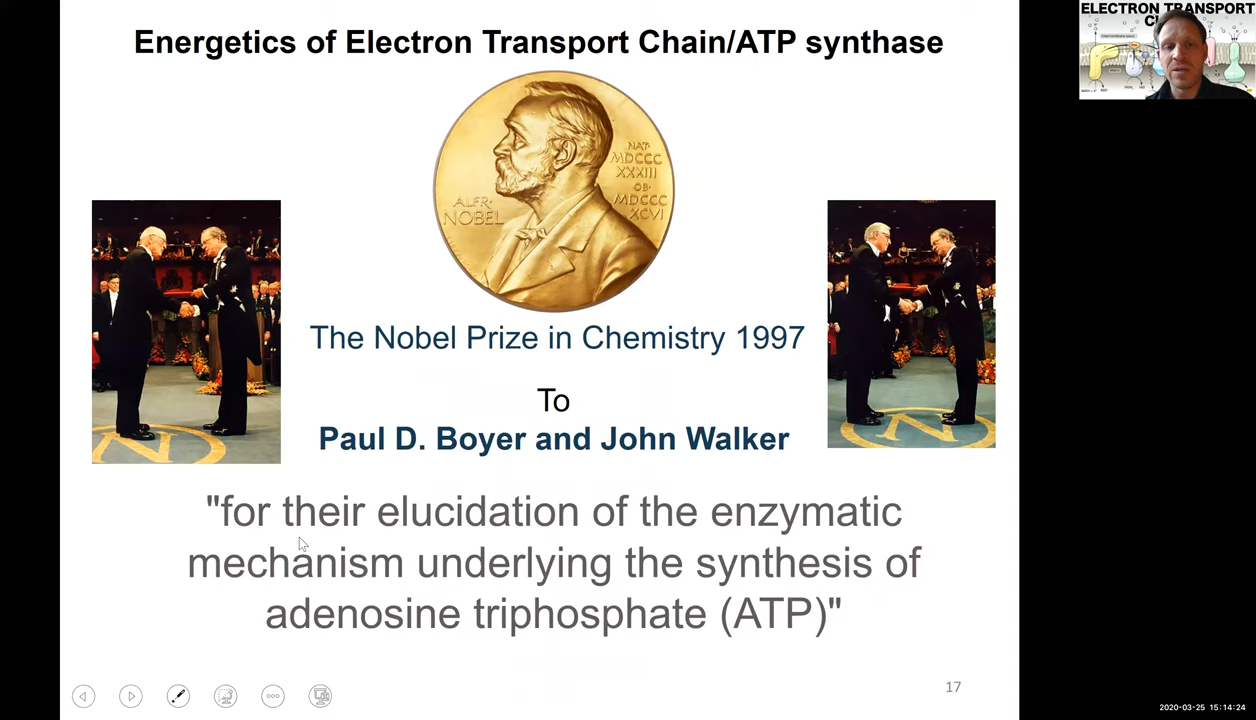 Energetics of Electron Transport Chain/ATP synthase
ELECTRON TRANSPORT
ALFR·
NOBEL
NAT·
MDCCC
XXXIII
OB·
MDCCC
XCVI
The Nobel Prize in Chemistry 1997
To
Paul D. Boyer and John Walker
"for their elucidation of the enzymatic
mechanism underlying the synthesis of
adenosine triphosphate (ATP)"
17
2020-03-25 15:14:24